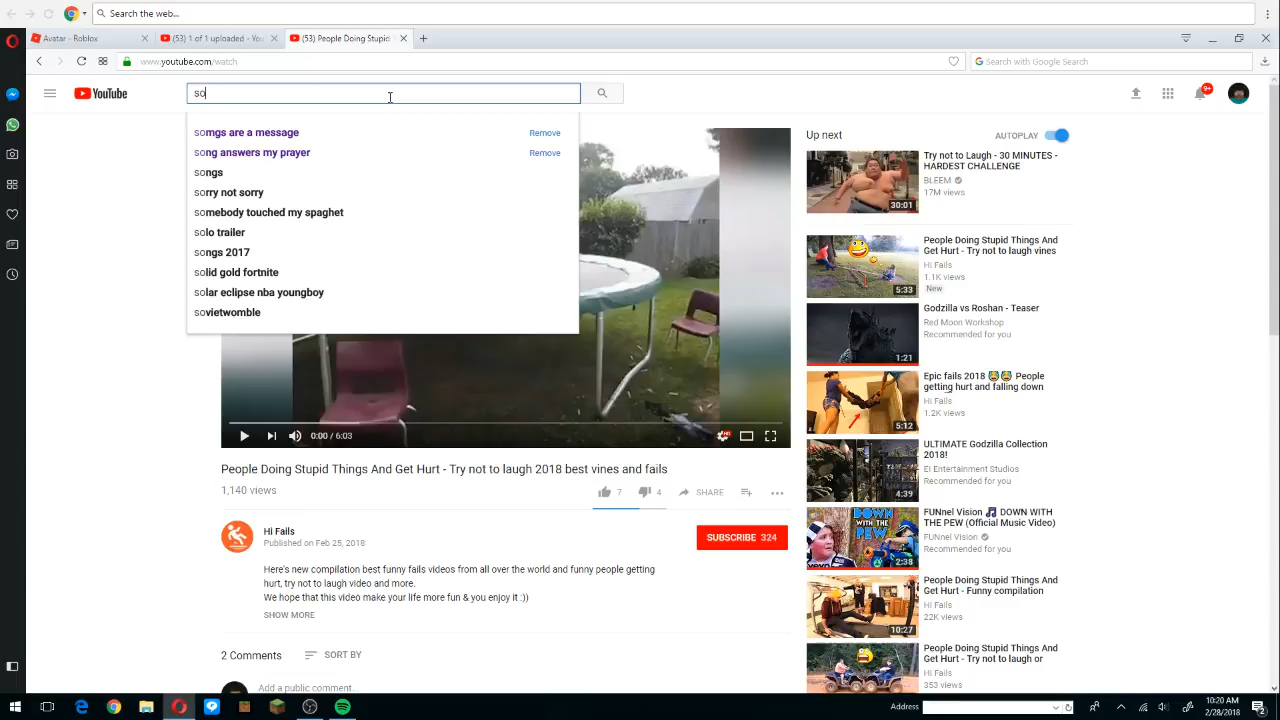 Search the web...
Avatar - Roblox
(53) 1 of 1 uploaded - You
(53) People Doing Stupid
www.youtube.com/watch
Search with Google Search
YouTube
so
9+
somgs are a message Remove
song answers my prayer Remove
songs
sorry not sorry
somebody touched my spaghet
solo trailer
songs 2017
solid gold fortnite
solar eclipse nba youngboy
sovietwomble
0:00 / 6:03
HD
People Doing Stupid Things And Get Hurt - Try not to laugh 2018 best vines and fails
1,140 views
7 4 SHARE
Hi Fails
Published on Feb 25, 2018
SUBSCRIBE 324
Here's new compilation best funny fails videos from all over the world and funny people getting
hurt, try not to laugh video and more.
We hope that this video make your life more fun & you enjoy it :))
SHOW MORE
2 Comments SORT BY
Add a public comment...
Up next AUTOPLAY
Try not to Laugh - 30 MINUTES -
HARDEST CHALLENGE
BLEEM
17M views
30:01
People Doing Stupid Things And
Get Hurt - Try not to laugh vines
Hi Fails
1.1K views
New
5:33
Godzilla vs Roshan - Teaser
Red Moon Workshop
Recommended for you
1:21
Epic fails 2018 😰😰 People
getting hurt and falling down
Hi Fails
1.2K views
5:12
ULTIMATE Godzilla Collection
2018!
El Entertainment Studios
Recommended for you
4:39
FUNnel Vision 🎵 DOWN WITH
THE PEW (Official Music Video)
FUNnel Vision
Recommended for you
DOWN
WITH
THE
PEW
2:38
People Doing Stupid Things And
Get Hurt - Funny compilation
Hi Fails
22K views
10:27
People Doing Stupid Things And
Get Hurt - Try not to laugh or
Hi Fails
353 views
Address
10:20 AM
2/28/2018
2